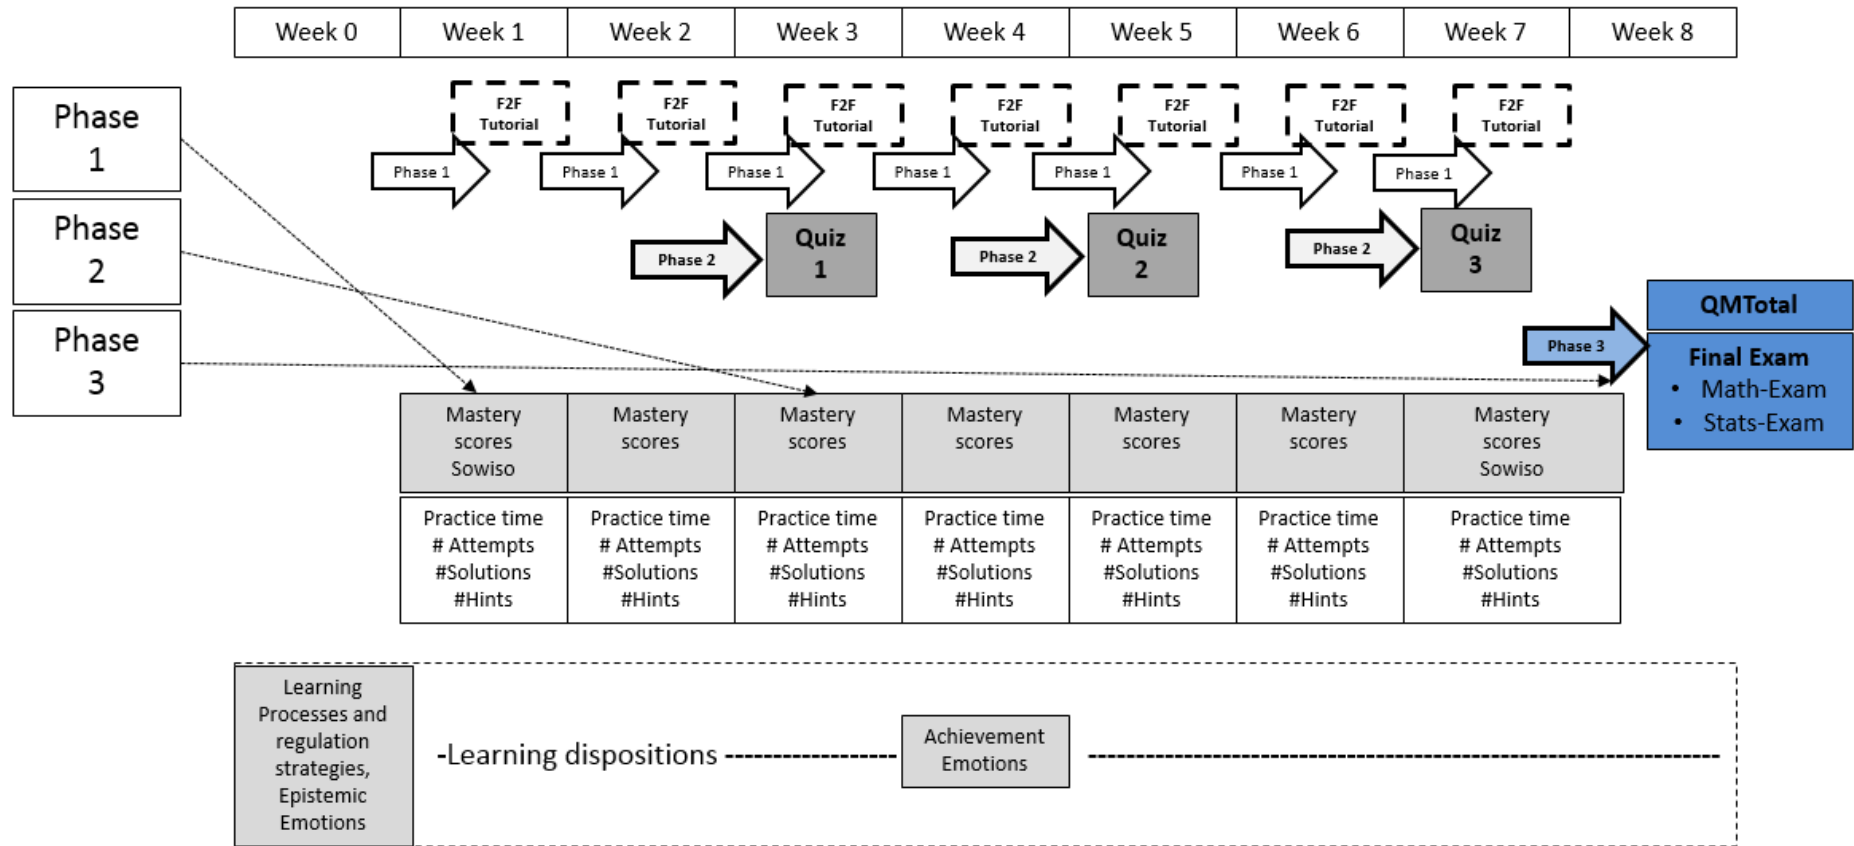 Week 0 Week 1 Week 2 Week 3 Week 4 Week 5 Week 6 Week 7 Week 8
Phase
1
Phase
2
Phase
3
F2F
Tutorial
F2F
Tutorial
F2F
Tutorial
F2F
Tutorial
F2F
Tutorial
F2F
Tutorial
F2F
Tutorial
Phase 1
Phase 1
Phase 1
Phase 1
Phase 1
Phase 1
Phase 1
Phase 2
Quiz
1
Phase 2
Quiz
2
Phase 2
Quiz
3
Phase 3
QMTotal
Final Exam
• Math-Exam
• Stats-Exam
Mastery
scores
Sowiso
Mastery
scores
Mastery
scores
Mastery
scores
Mastery
scores
Mastery
scores
Mastery
scores
Sowiso
Practice time
# Attempts
#Solutions
#Hints
Practice time
# Attempts
#Solutions
#Hints
Practice time
# Attempts
#Solutions
#Hints
Practice time
# Attempts
#Solutions
#Hints
Practice time
# Attempts
#Solutions
#Hints
Practice time
# Attempts
#Solutions
#Hints
Practice time
# Attempts
#Solutions
#Hints
Learning
Processes and
regulation
strategies,
Epistemic
Emotions
-Learning dispositions
Achievement
Emotions